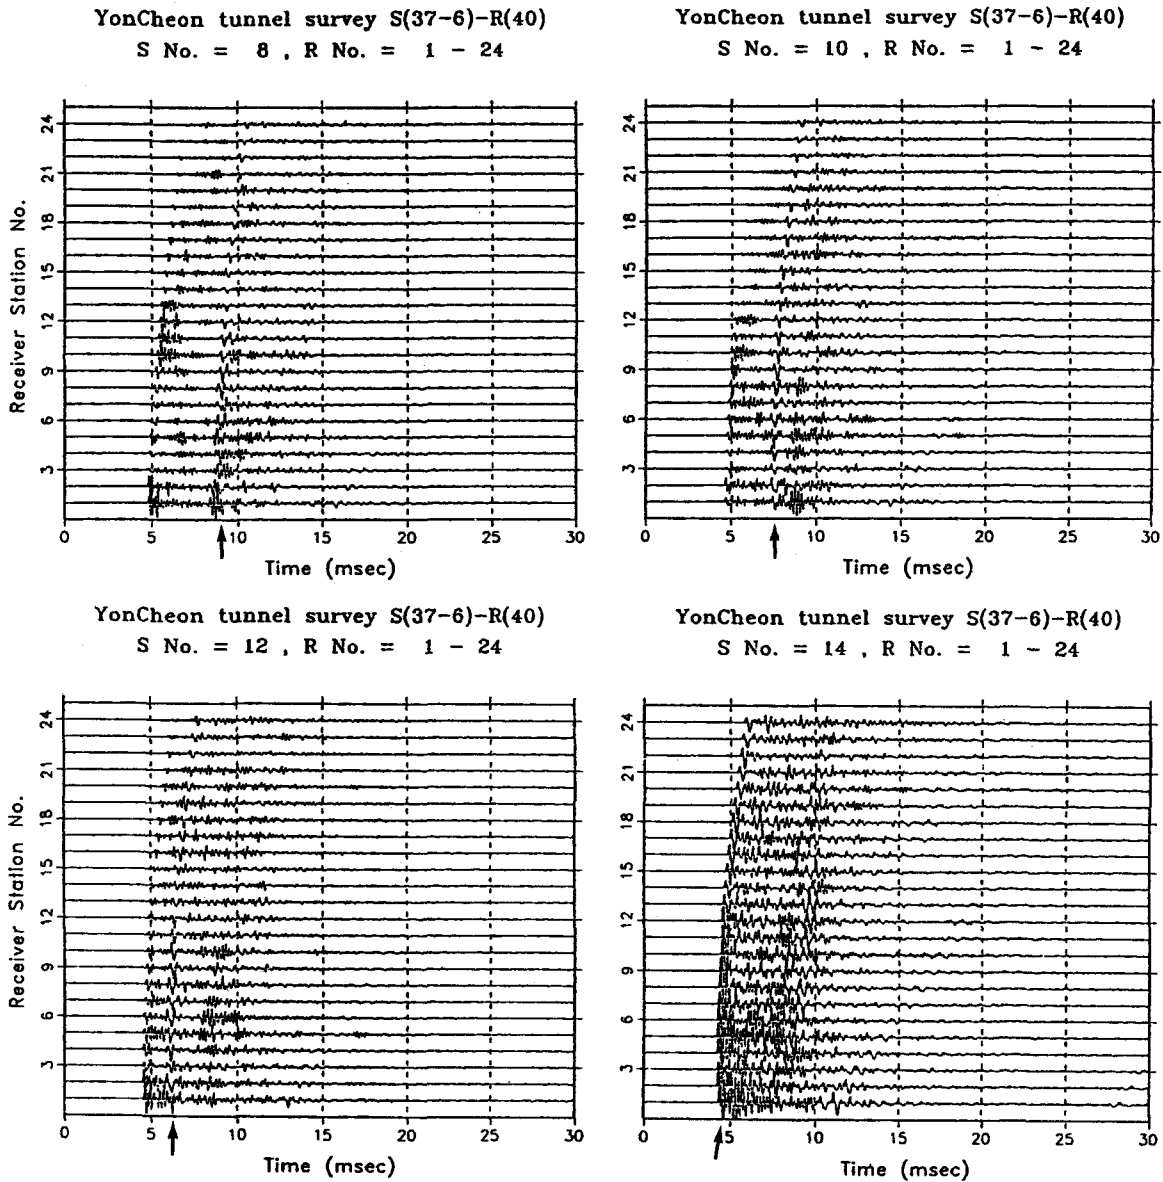 YonCheon tunnel survey S(37-6)-R(40)
S No. = 8 , R No. = 1 - 24
Receiver Station No.
24
21
18
15
12
9
6
3
0 5 10 15 20 25 30
Time (msec)
YonCheon tunnel survey S(37-6)-R(40)
S No. = 10 , R No. = 1 - 24
24
21
18
15
12
9
6
3
0 5 10 15 20 25 30
Time (msec)
YonCheon tunnel survey S(37-6)-R(40)
S No. = 12 , R No. = 1 - 24
Receiver Station No.
24
21
18
15
12
9
6
3
0 5 10 15 20 25 30
Time (msec)
YonCheon tunnel survey S(37-6)-R(40)
S No. = 14 , R No. = 1 - 24
24
21
18
15
12
9
6
3
0 5 10 15 20 25 30
Time (msec)